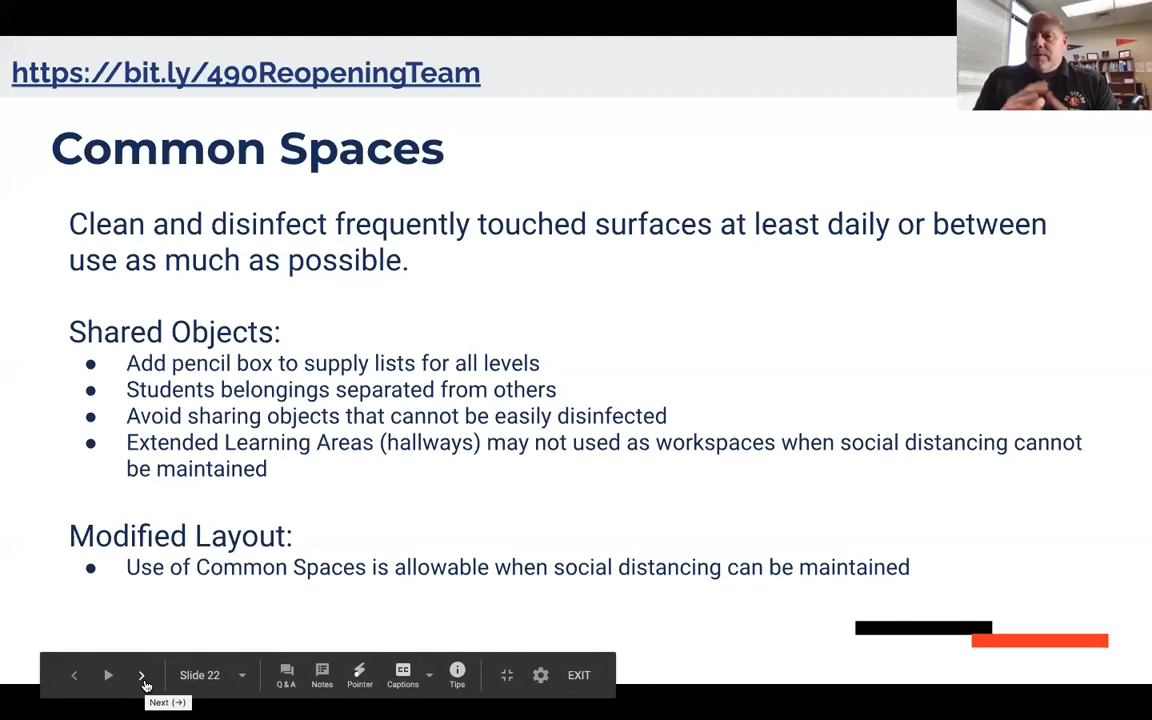 https://bit.ly/490ReopeningTeam
Common Spaces
Clean and disinfect frequently touched surfaces at least daily or between
use as much as possible.
Shared Objects:
● Add pencil box to supply lists for all levels
● Students belongings separated from others
● Avoid sharing objects that cannot be easily disinfected
● Extended Learning Areas (hallways) may not used as workspaces when social distancing cannot
be maintained
Modified Layout:
● Use of Common Spaces is allowable when social distancing can be maintained
Slide 22
Q & A
Notes
Pointer
CC
Captions
Tips
EXIT
Next (→)